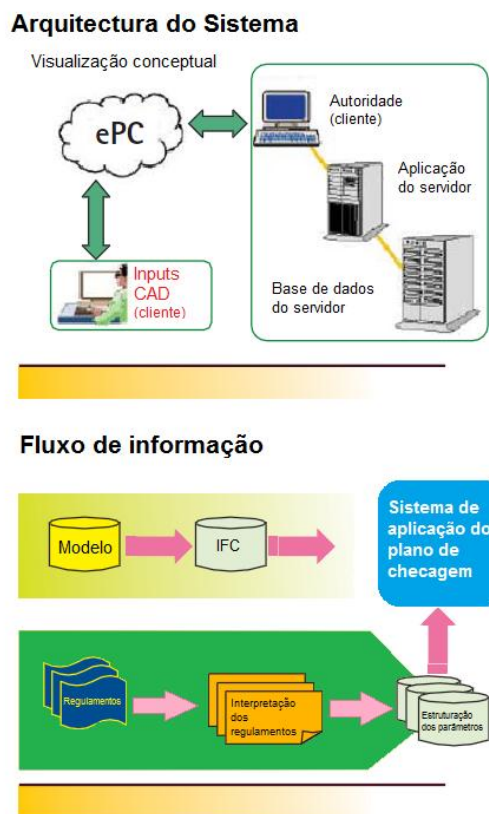 Arquitectura do Sistema
Visualização conceptual
ePC
Autoridade
(cliente)
Aplicação
do servidor
Inputs
CAD
(cliente)
Base de dados
do servidor
Fluxo de informação
Modelo
IFC
Sistema de
aplicação do
plano de
checagem
Regulamentos
Interpretação
dos
regulamentos
Estruturação
dos parâmetros